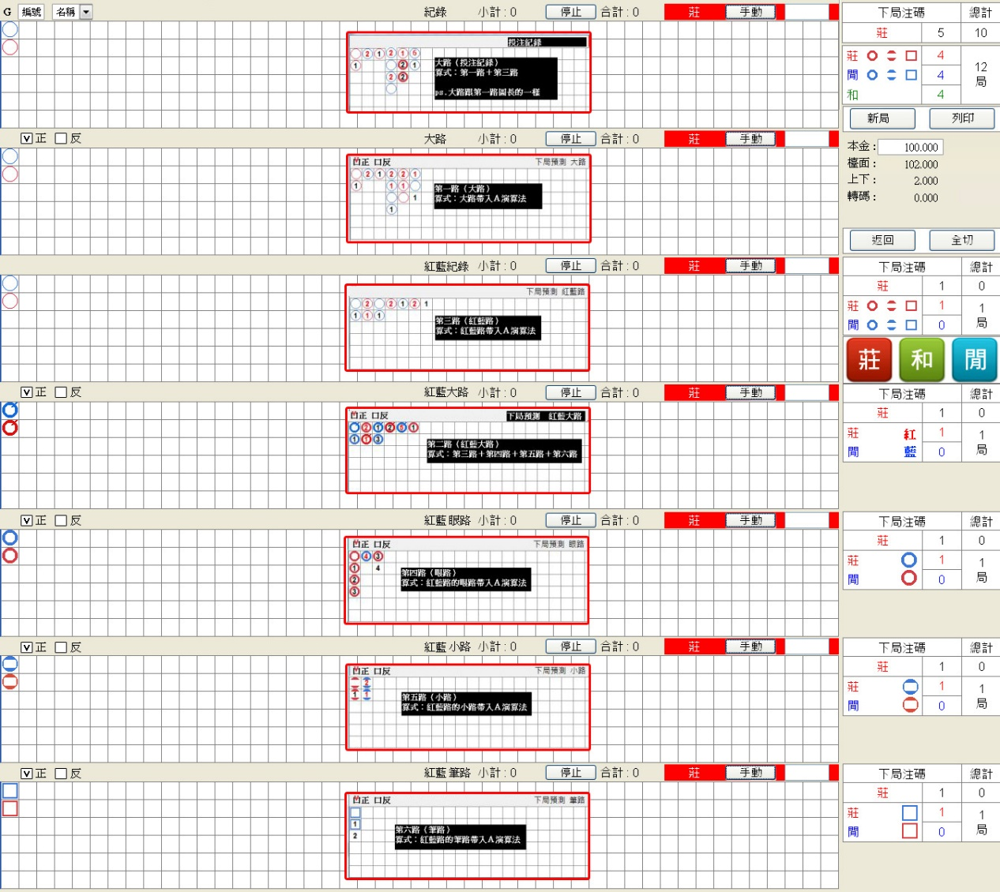 G 編號 名稱 紀錄 小計:0 停止 合計:0 莊 手動
投注紀錄
2 1 2 1 6
1 2 1
2 2
大路（投注紀錄）
算式：第一路＋第三路
ps.大路跟第一路圖長的一樣
V 正 反 大路 小計:0 停止 合計:0 莊 手動
正 口反 下局預測 大路
2 1 2 2 1
1 1 1
1
1
第一路（大路）
算式：大路帶入A演算法
紅藍紀錄 小計:0 停止 合計:0 莊 手動
下局預測 紅藍路
2 2 1 2 1
1 1 1
第三路（紅藍路）
算式：紅藍路帶入A演算法
V 正 反 紅藍大路 小計:0 停止 合計:0 莊 手動
正 口反 下局預測 紅藍大路
2 1 2 5 1
1 1 3
第二路（紅藍大路）
算式：第三路＋第四路＋第五路＋第六路
V 正 反 紅藍眼路 小計:0 停止 合計:0 莊 手動
正 口反 下局預測 眼路
4 3
1 4
2
3
第四路（眼路）
算式：紅藍路的眼路帶入A演算法
V 正 反 紅藍小路 小計:0 停止 合計:0 莊 手動
正 口反 下局預測 小路
2
1 1
第五路（小路）
算式：紅藍路的小路帶入A演算法
V 正 反 紅藍筆路 小計:0 停止 合計:0 莊 手動
正 口反 下局預測 筆路
1
2
第六路（筆路）
算式：紅藍路的筆路帶入A演算法
下局注碼 總計
莊 5 10
莊 4
閒 4
和 4
12
局
新局 列印
本金： 100.000
檯面： 102.000
上下： 2.000
轉碼： 0.000
返回 全切
下局注碼 總計
莊 1 0
莊 1
閒 0
1
局
莊 和 閒
下局注碼 總計
莊 1 0
莊 紅 1
閒 藍 0
1
局
下局注碼 總計
莊 1 0
莊 1
閒 0
1
局
下局注碼 總計
莊 1 0
莊 1
閒 0
1
局
下局注碼 總計
莊 1 0
莊 1
閒 0
1
局